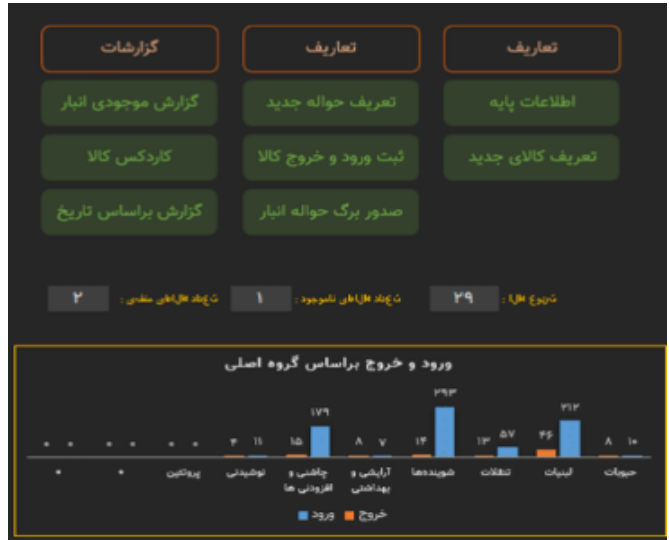 تعاریف
تعاریف
گزارشات
اطلاعات پایه
تعریف حواله جدید
گزارش موجودی انبار
تعریف کالای جدید
ثبت ورود و خروج کالا
کاردکس کالا
صدور برگ حواله انبار
گزارش براساس تاریخ
تنوع کالا : ۲۹
تعداد کالاهای ناموجود : ۱
تعداد کالاهای منفی : ۲
ورود و خروج براساس گروه اصلی
۲۹۳
۲۱۲
۱۷۹
۱۰ ۸ ۴۶ ۵۷ ۱۳ ۱۴ ۷ ۸ ۱۵ ۱۱ ۴ ۰ ۰ ۰ ۰ ۰ ۰
حبوبات
لبنیات
تنقلات
شوینده‌ها
آرایشی و بهداشتی
چاشنی و افزودنی ها
نوشیدنی
پروتئین
۰
۰
خروج
ورود